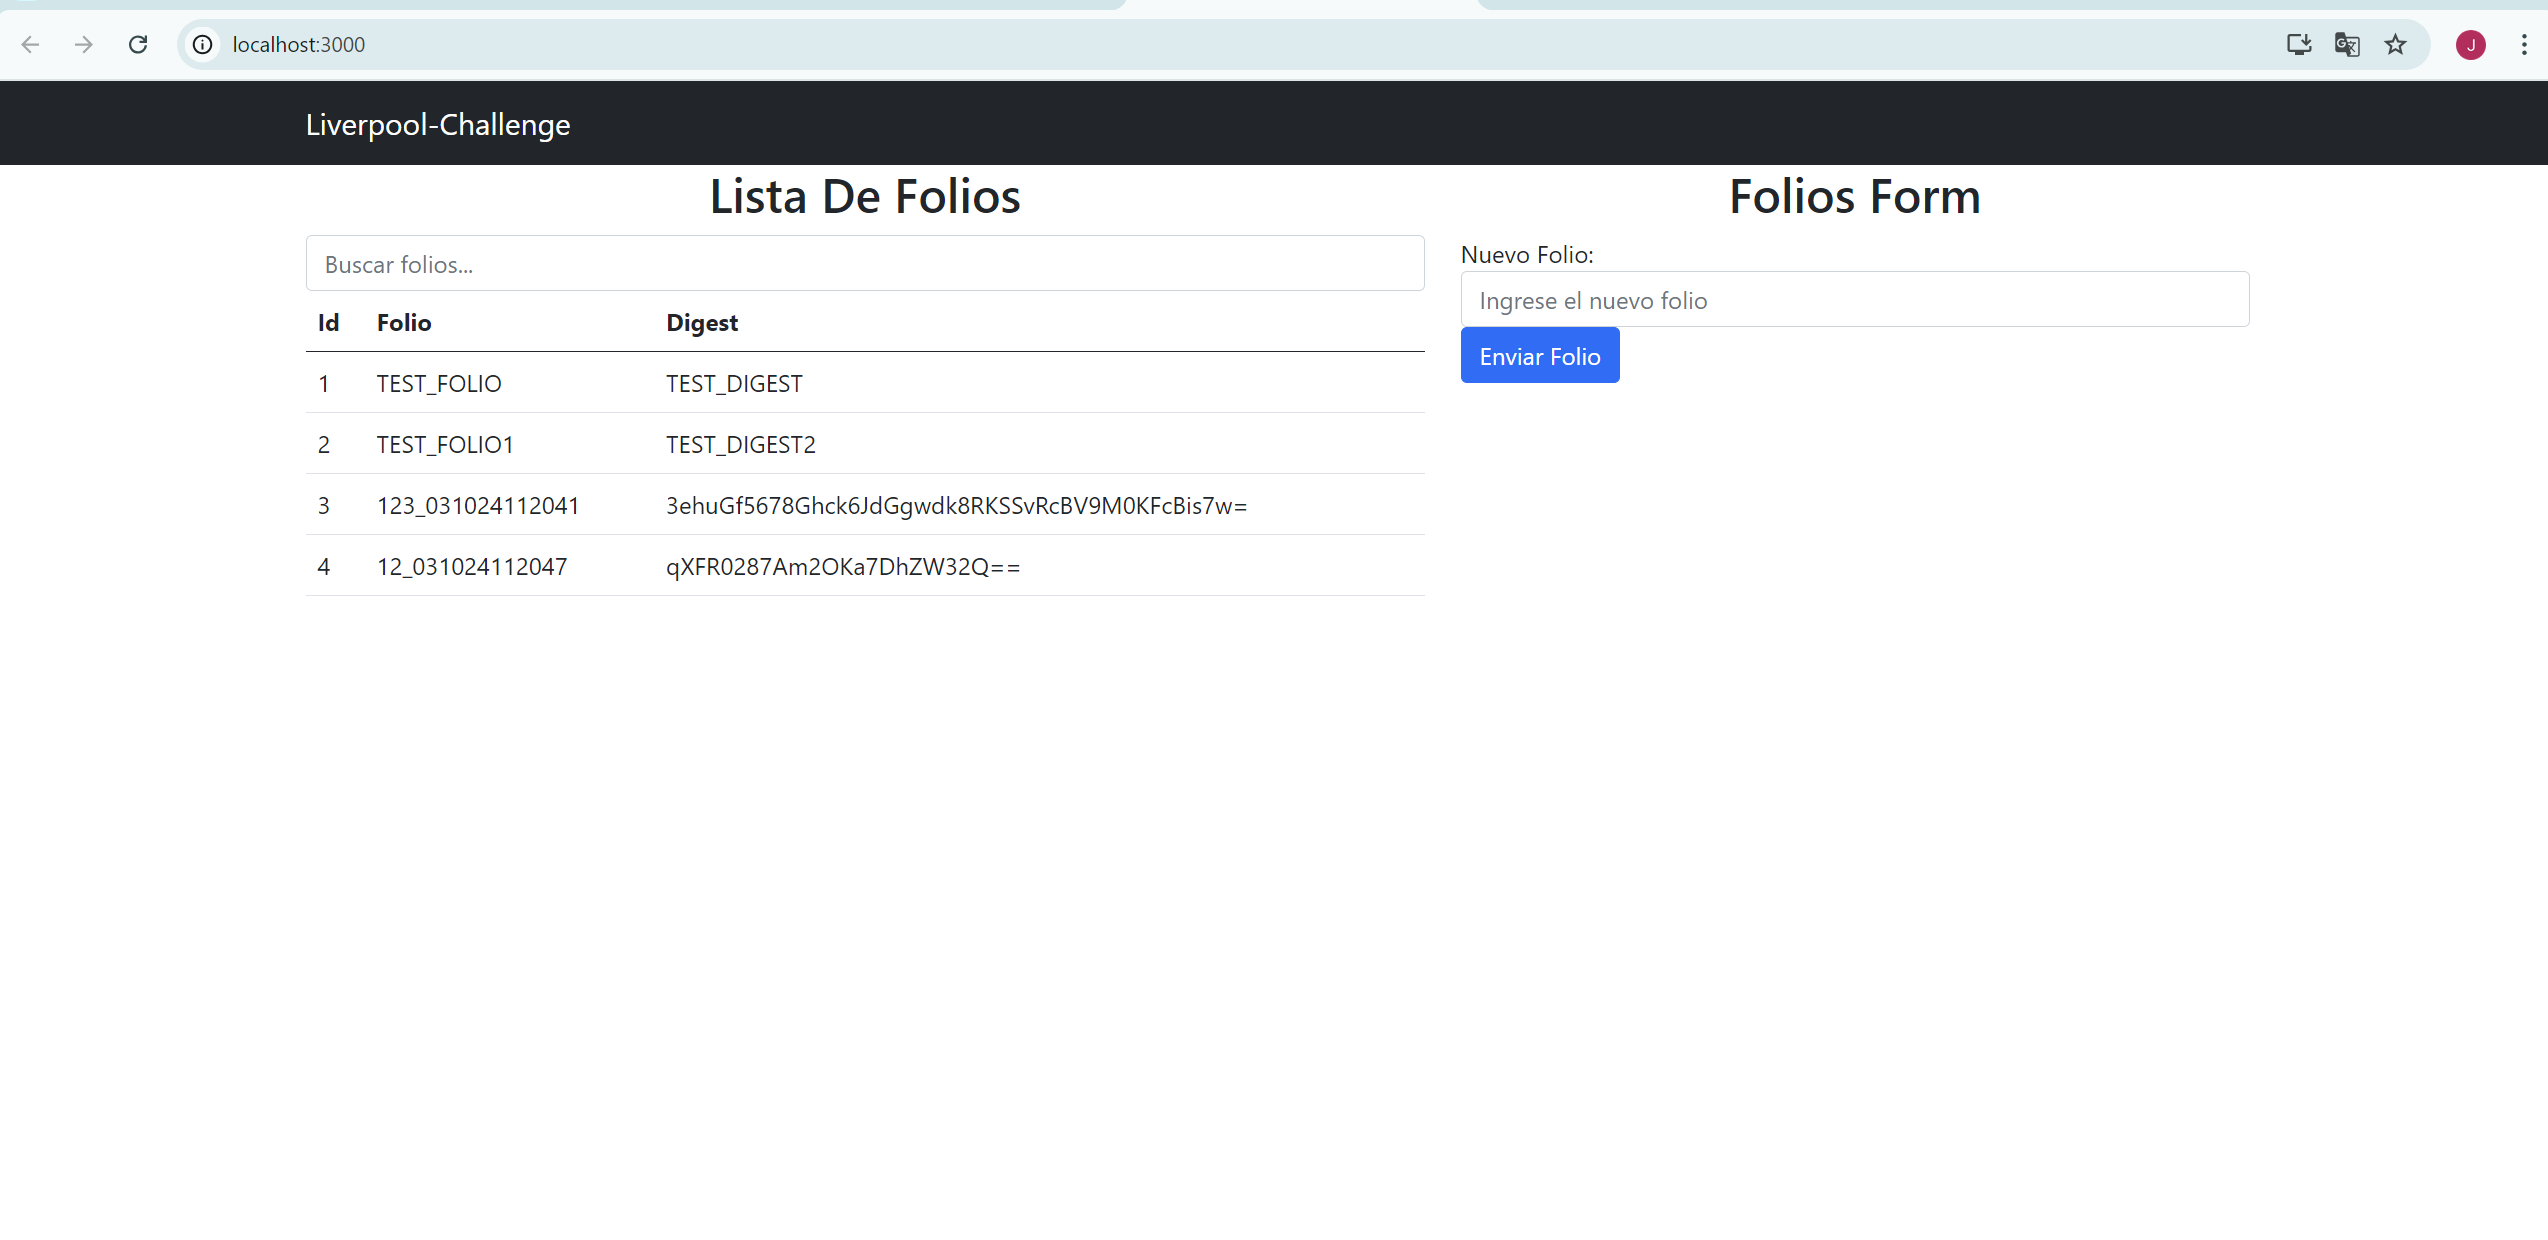 localhost:3000
J
Liverpool-Challenge
Lista De Folios
Buscar folios...
Id Folio Digest
1 TEST_FOLIO TEST_DIGEST
2 TEST_FOLIO1 TEST_DIGEST2
3 123_031024112041 3ehuGf5678Ghck6JdGgwdk8RKSSvRcBV9M0KFcBis7w=
4 12_031024112047 qXFR0287Am2OKa7DhZW32Q==
Folios Form
Nuevo Folio:
Ingrese el nuevo folio
Enviar Folio